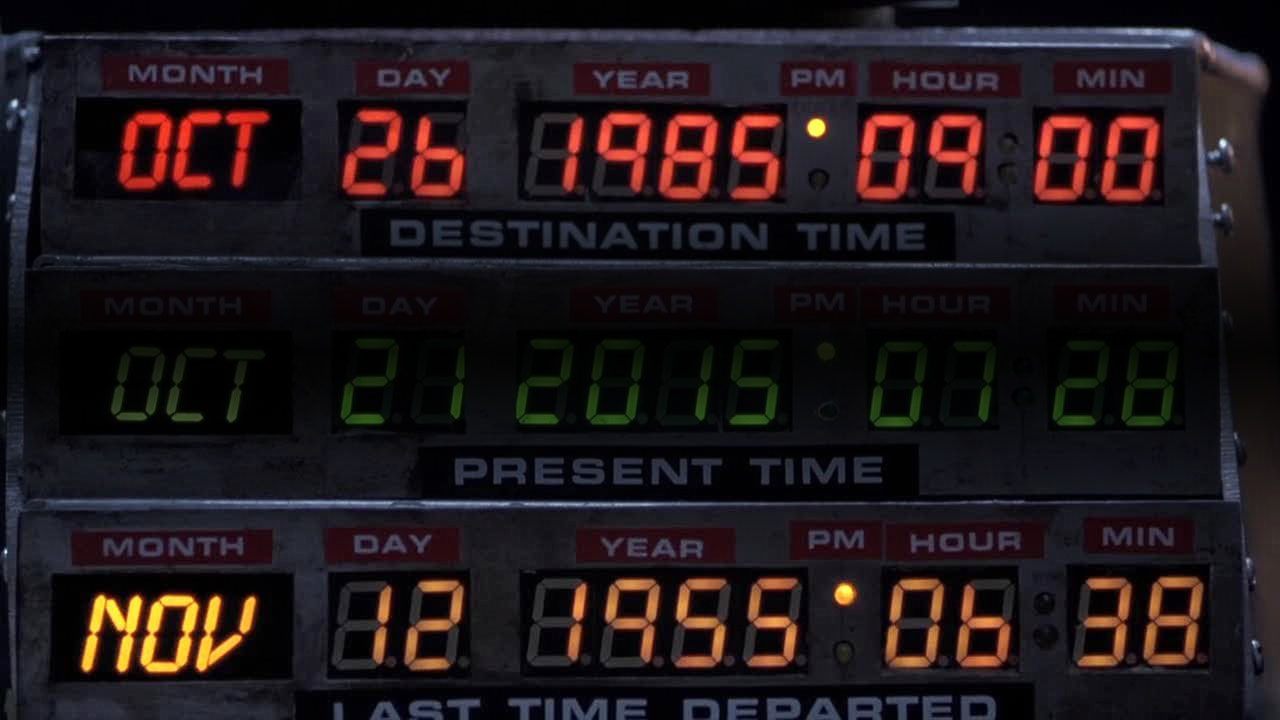 MONTH DAY YEAR PM HOUR MIN
OCT 26 1985 09 00
DESTINATION TIME
MONTH DAY YEAR PM HOUR MIN
OCT 21 2015 07 28
PRESENT TIME
MONTH DAY YEAR PM HOUR MIN
NOV 12 1955 06 38
LAST TIME DEPARTED